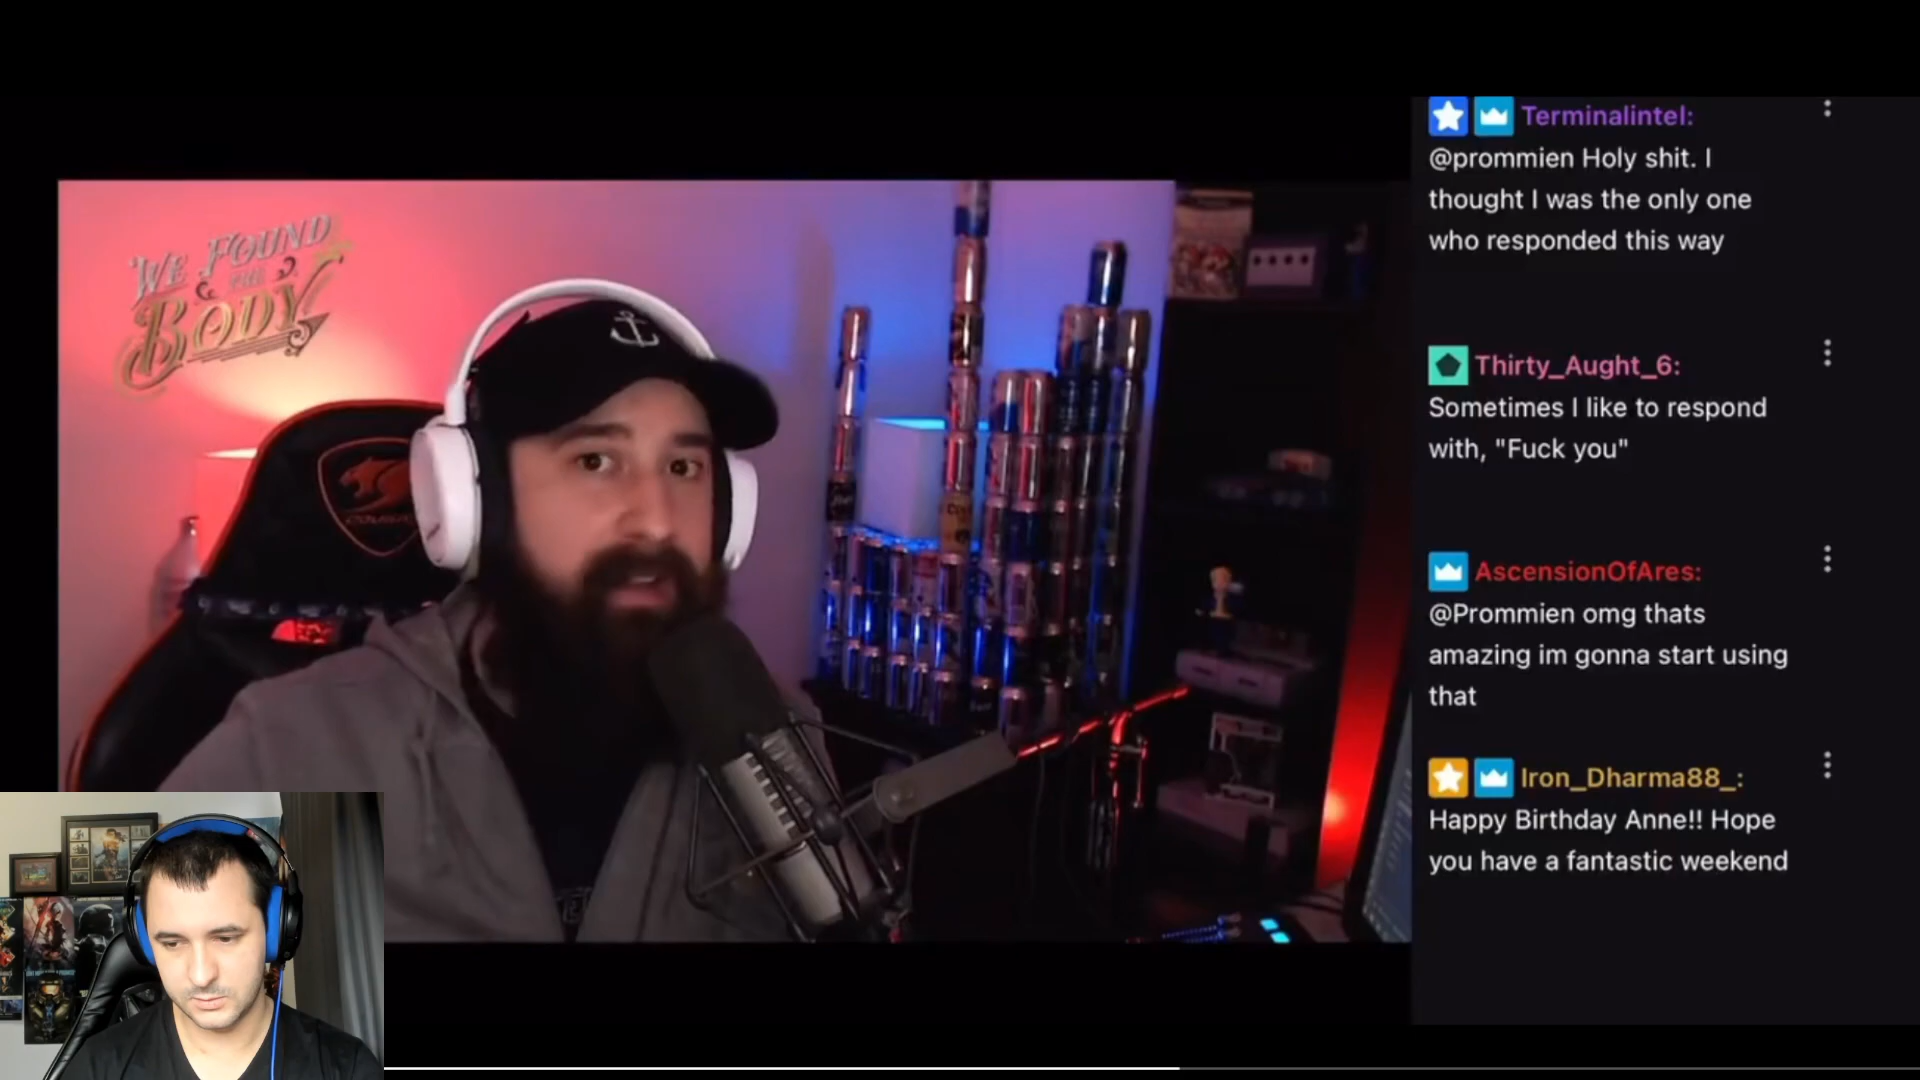 WE FOUND
THE
BODY
COUGAR
Terminalintel:
@prommien Holy shit. I
thought I was the only one
who responded this way
Thirty_Aught_6:
Sometimes I like to respond
with, "Fuck you"
AscensionOfAres:
@Prommien omg thats
amazing im gonna start using
that
Iron_Dharma88_:
Happy Birthday Anne!! Hope
you have a fantastic weekend